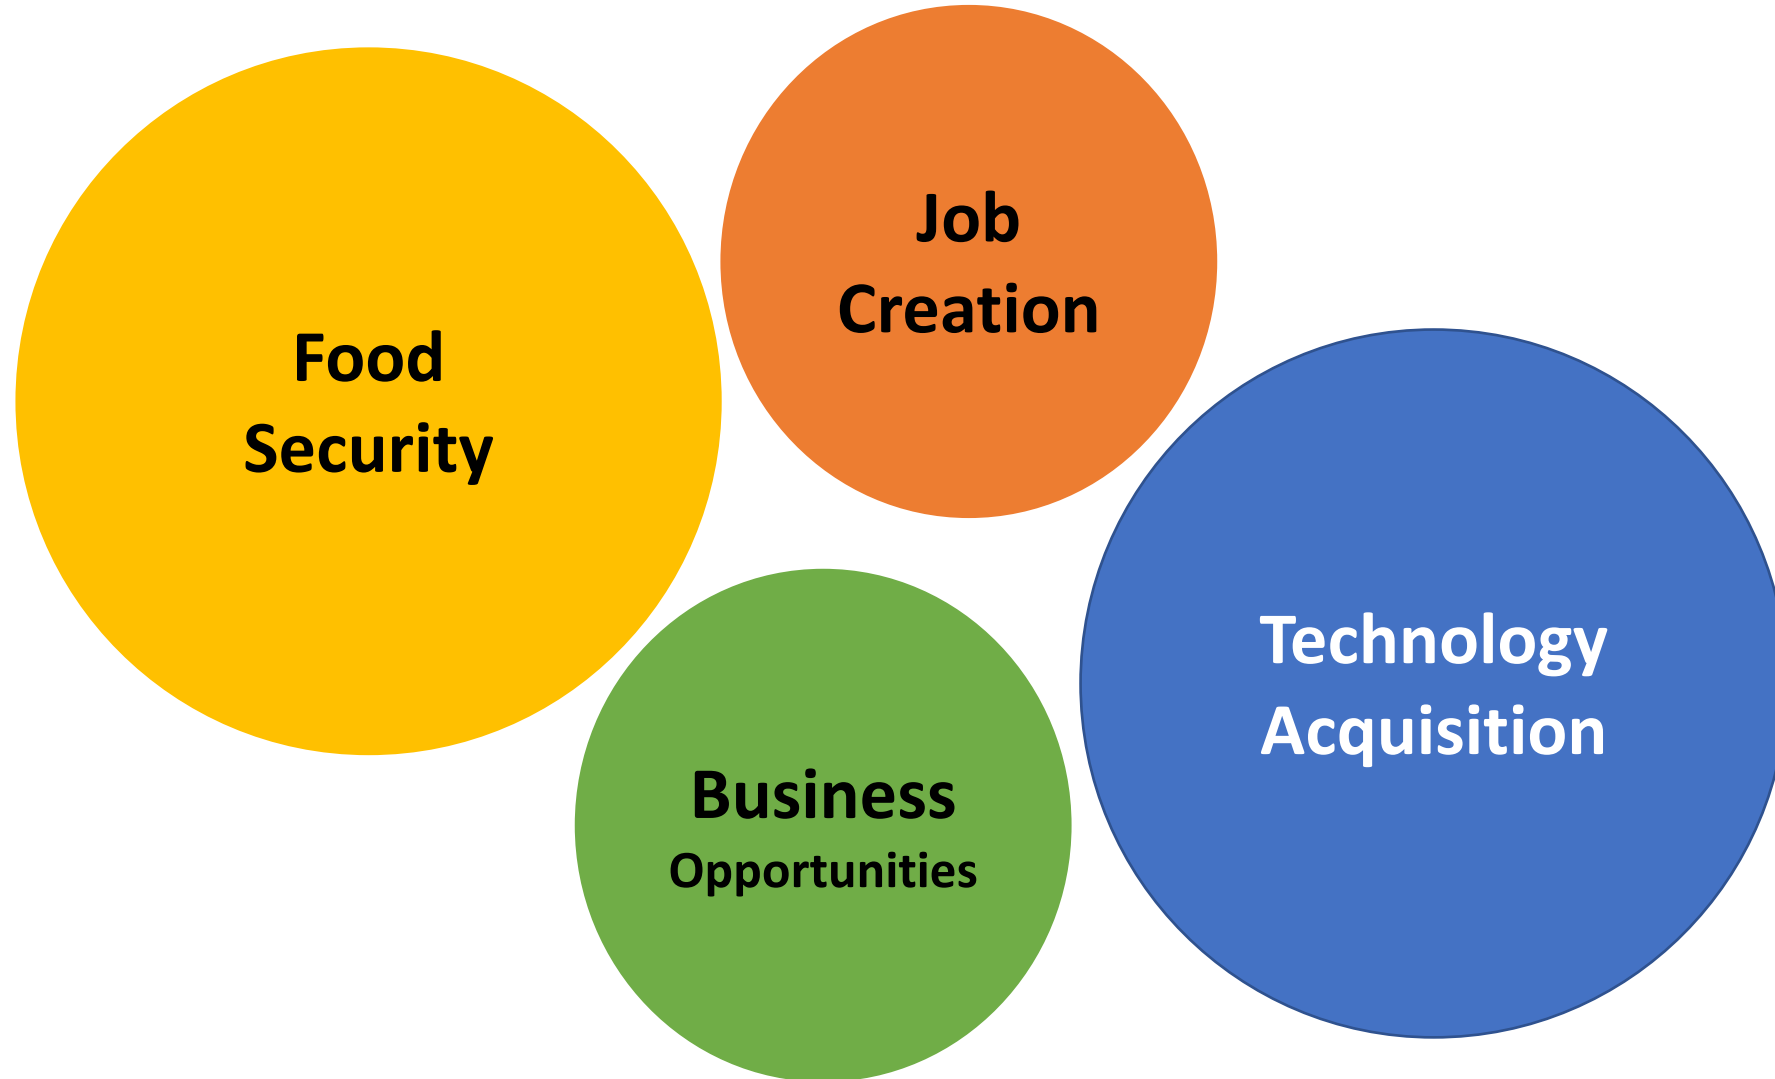 Food
Security
Job
Creation
Business
Opportunities
Technology
Acquisition